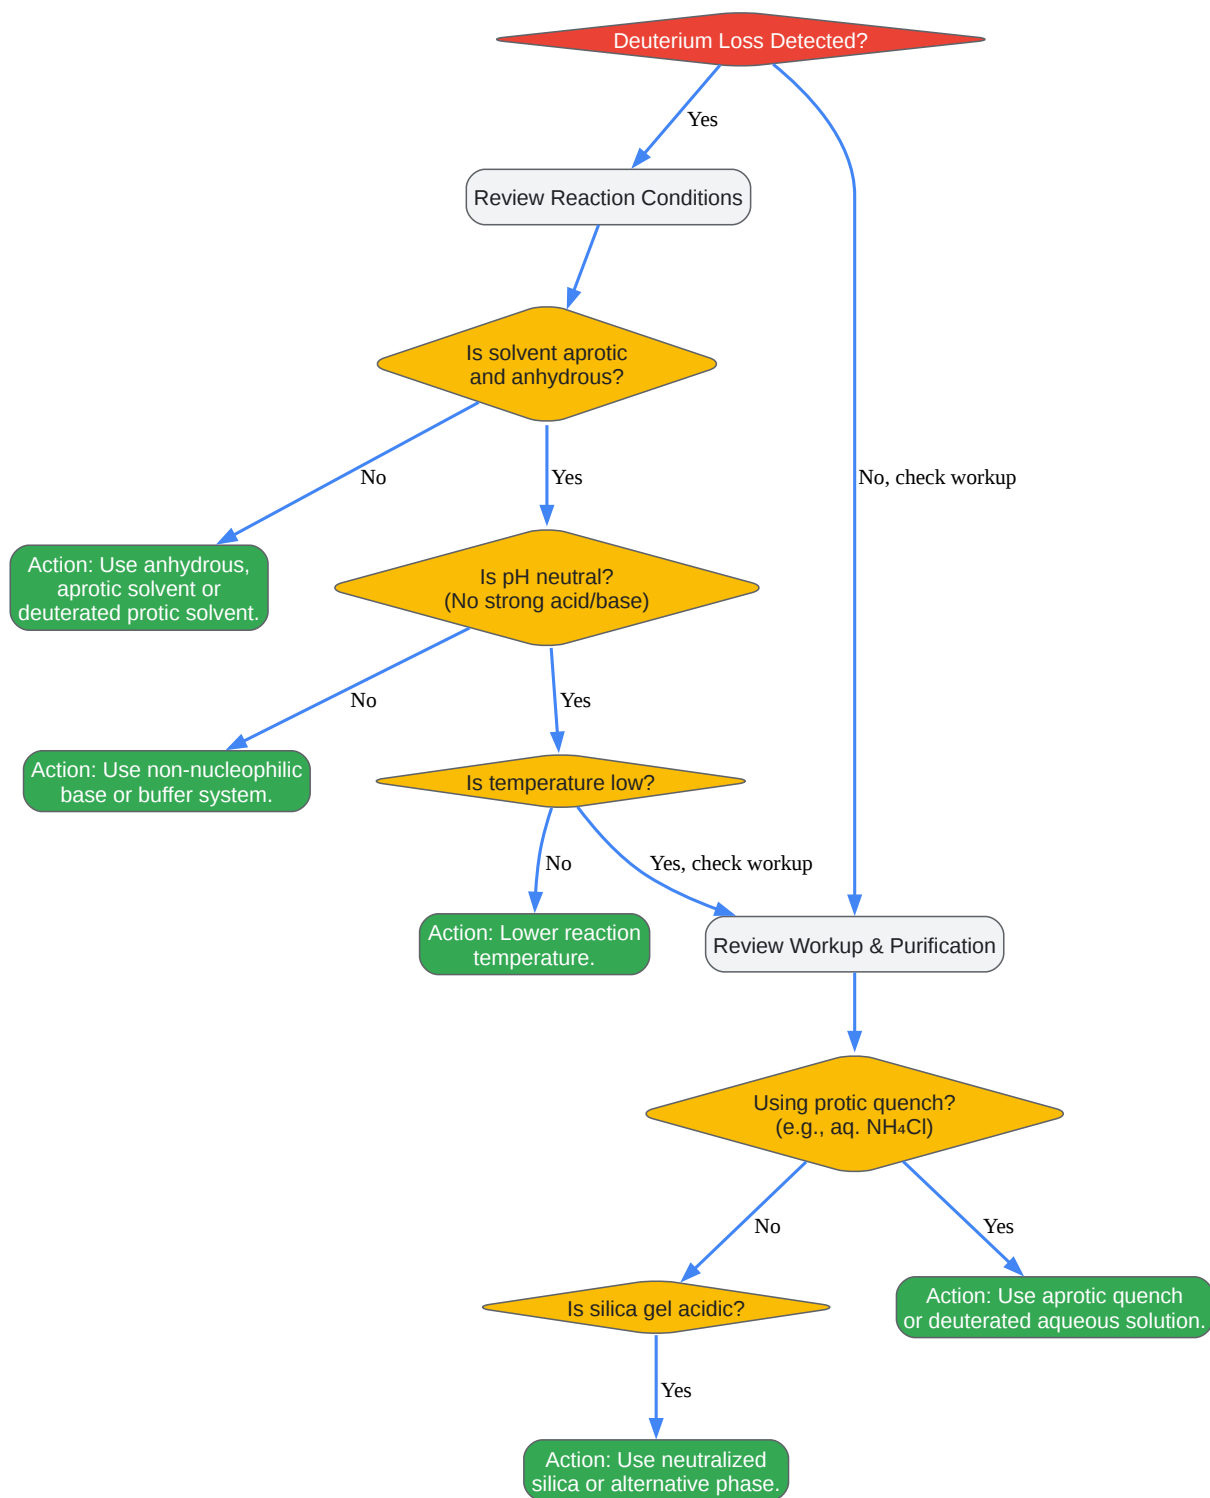 Deuterium Loss Detected?
Yes
Review Reaction Conditions
Is solvent aprotic
and anhydrous?
No
Yes
No, check workup
Action: Use anhydrous,
aprotic solvent or
deuterated protic solvent.
Is pH neutral?
(No strong acid/base)
No
Yes
Action: Use non-nucleophilic
base or buffer system.
Is temperature low?
No
Yes, check workup
Action: Lower reaction
temperature.
Review Workup & Purification
Using protic quench?
(e.g., aq. NH₄Cl)
No
Yes
Is silica gel acidic?
Action: Use aprotic quench
or deuterated aqueous solution.
Yes
Action: Use neutralized
silica or alternative phase.